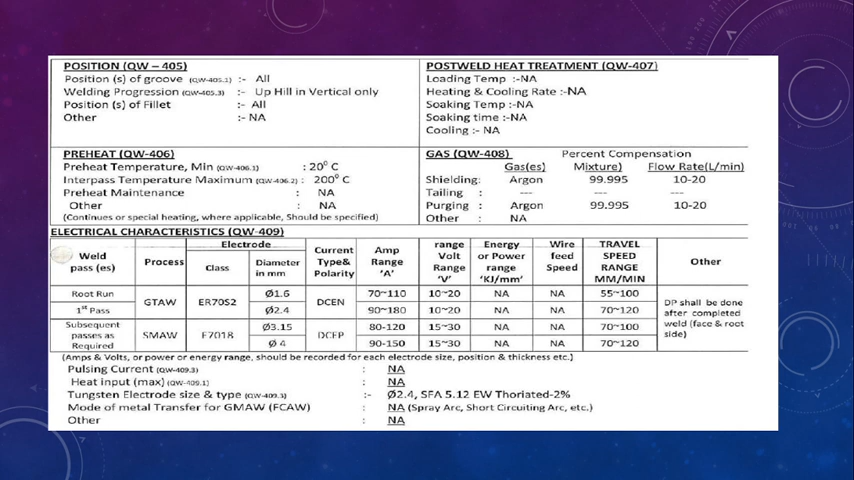 POSITION (QW – 405)
Position (s) of groove (QW-405.1) :- All
Welding Progression (QW-405.3) :- Up Hill in Vertical only
Position (s) of Fillet :- All
Other :- NA
POSTWELD HEAT TREATMENT (QW-407)
Loading Temp :-NA
Heating & Cooling Rate :-NA
Soaking Temp :-NA
Soaking time :-NA
Cooling :- NA
PREHEAT (QW-406)
Preheat Temperature, Min (QW-406.1) : 20⁰ C
Interpass Temperature Maximum (QW-406.2) : 200⁰ C
Preheat Maintenance : NA
Other : NA
(Continues or special heating, where applicable, Should be specified)
GAS (QW-408) Percent Compensation
Gas(es) Mixture) Flow Rate(L/min)
Shielding: Argon 99.995 10-20
Tailing : --- --- ---
Purging : Argon 99.995 10-20
Other : NA
ELECTRICAL CHARACTERISTICS (QW-409)
Weld pass (es) Process Electrode Class Diameter in mm Current Type& Polarity Amp Range 'A' range Volt Range 'V' Energy or Power range 'KJ/mm' Wire feed Speed TRAVEL SPEED RANGE MM/MIN Other
Root Run GTAW ER70S2 Ø1.6 DCEN 70~110 10~20 NA NA 55~100 DP shall be done after completed weld (face & root side)
1st Pass Ø2.4 90~180 10~20 NA NA 70~120
Subsequent passes as Required SMAW E7018 Ø3.15 DCEP 80-120 15~30 NA NA 70~100
Ø 4 90-150 15~30 NA NA 70~120
(Amps & Volts, or power or energy range, should be recorded for each electrode size, position & thickness etc.)
Pulsing Current (QW-409.3) : NA
Heat input (max) (QW-409.1) : NA
Tungsten Electrode size & type (QW-409.3) :- Ø2.4, SFA 5.12 EW Thoriated-2%
Mode of metal Transfer for GMAW (FCAW) : NA (Spray Arc, Short Circuiting Arc, etc.)
Other : NA